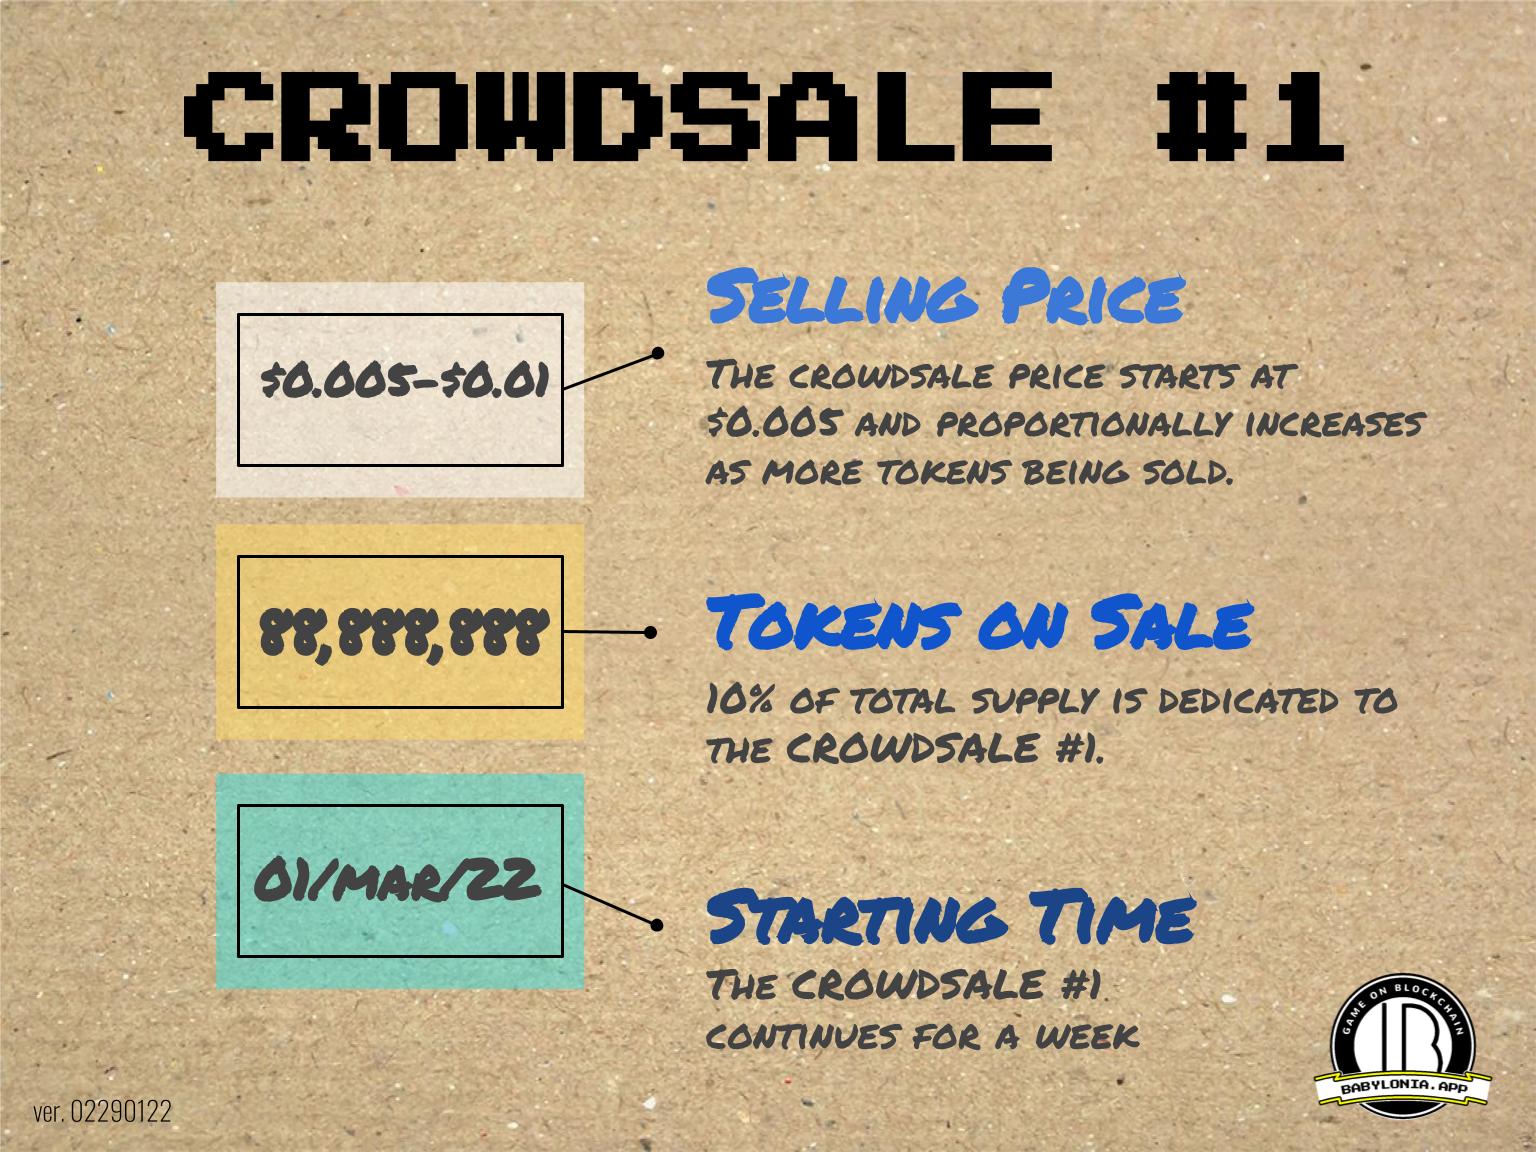 CROWDSALE #1
$0.005-$0.01
Selling Price
The crowdsale price starts at
$0.005 and proportionally increases
as more tokens being sold.
88,888,888
Tokens on Sale
10% of total supply is dedicated to
the CROWDSALE #1.
01/mar/22
Starting Time
The CROWDSALE #1
continues for a week
GAME ON BLOCKCHAIN
B
BABYLONIA.APP
ver. 02290122